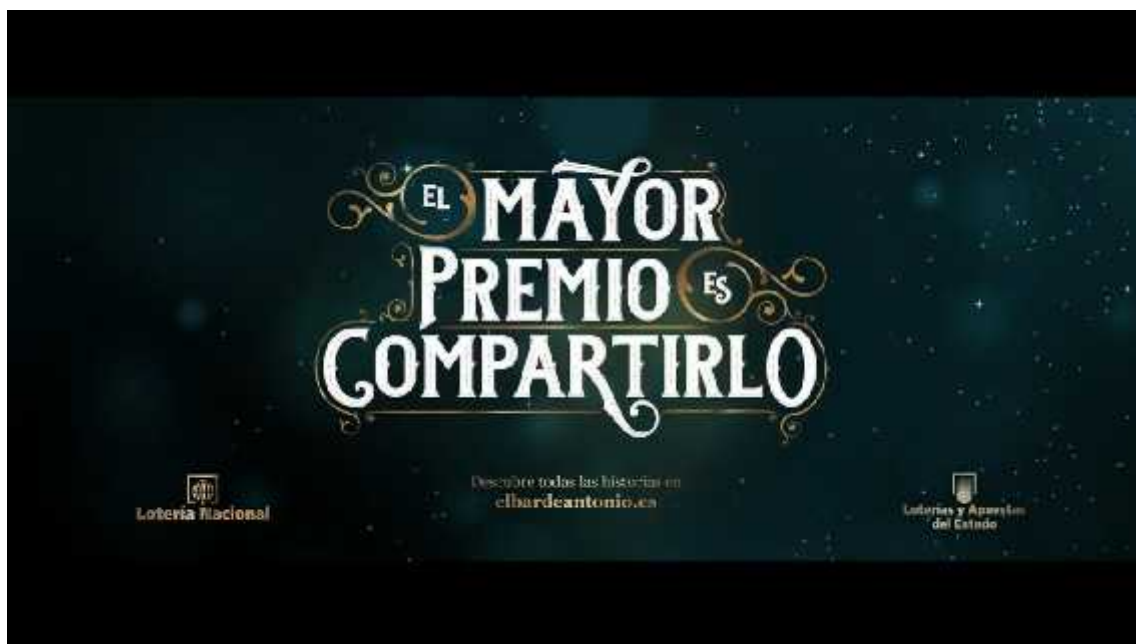 EL MAYOR
PREMIO ES
COMPARTIRLO
Descubre todas las historias en
elbardeantonio.es
Lotería Nacional
Loterías y Apuestas
del Estado